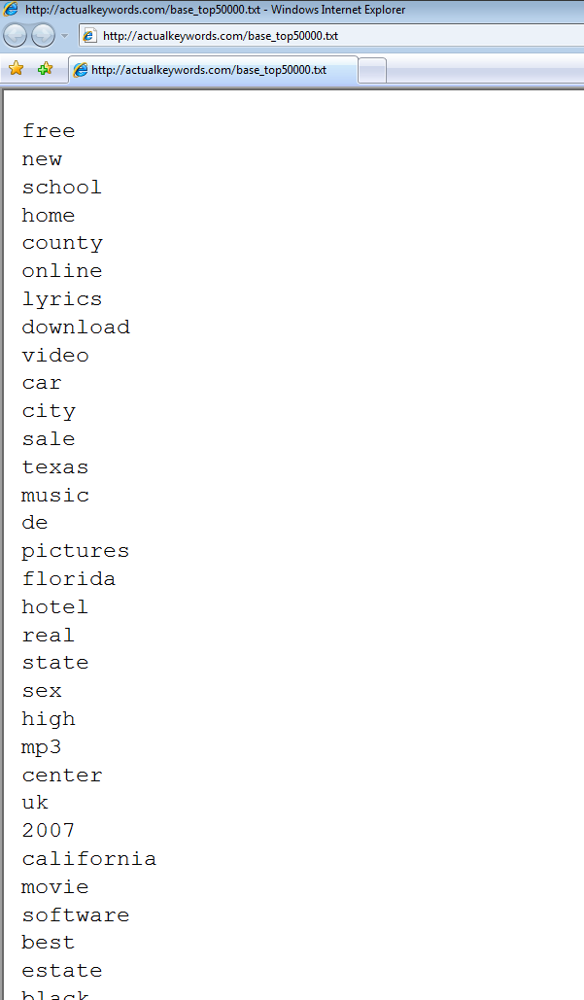 http://actualkeywords.com/base_top50000.txt - Windows Internet Explorer
http://actualkeywords.com/base_top50000.txt
http://actualkeywords.com/base_top50000.txt
free
new
school
home
county
online
lyrics
download
video
car
city
sale
texas
music
de
pictures
florida
hotel
real
state
sex
high
mp3
center
uk
2007
california
movie
software
best
estate
black